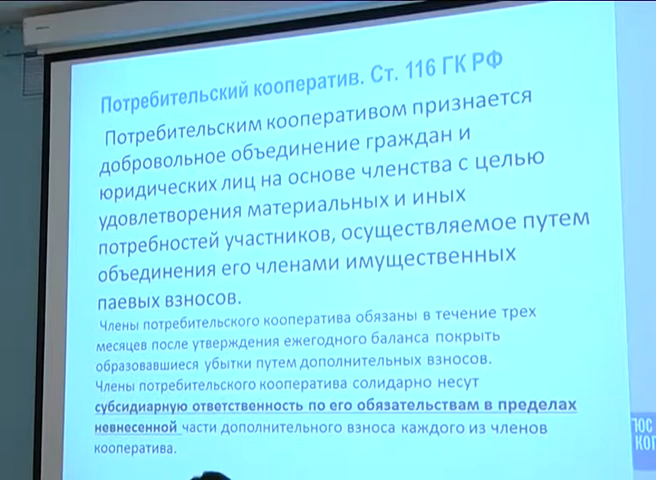 Потребительский кооператив. Ст. 116 ГК РФ
Потребительским кооперативом признается
добровольное объединение граждан и
юридических лиц на основе членства с целью
удовлетворения материальных и иных
потребностей участников, осуществляемое путем
объединения его членами имущественных
паевых взносов.
Члены потребительского кооператива обязаны в течение трех
месяцев после утверждения ежегодного баланса покрыть
образовавшиеся убытки путем дополнительных взносов.
Члены потребительского кооператива солидарно несут
субсидиарную ответственность по его обязательствам в пределах
невнесенной части дополнительного взноса каждого из членов
кооператива.